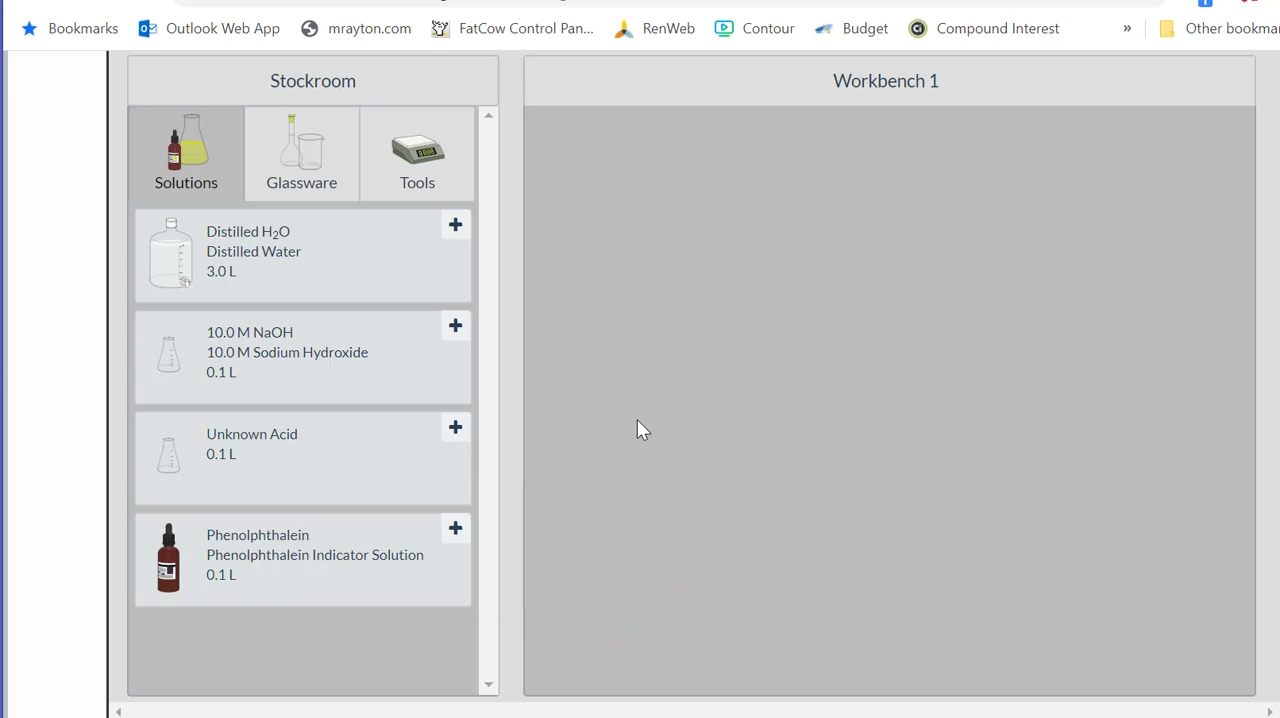 Bookmarks Outlook Web App mrayton.com FatCow Control Pan... RenWeb Contour Budget Compound Interest » Other bookmar
Stockroom
Workbench 1
Solutions Glassware Tools
Distilled H₂O
Distilled Water
3.0 L
10.0 M NaOH
10.0 M Sodium Hydroxide
0.1 L
Unknown Acid
0.1 L
Phenolphthalein
Phenolphthalein Indicator Solution
0.1 L